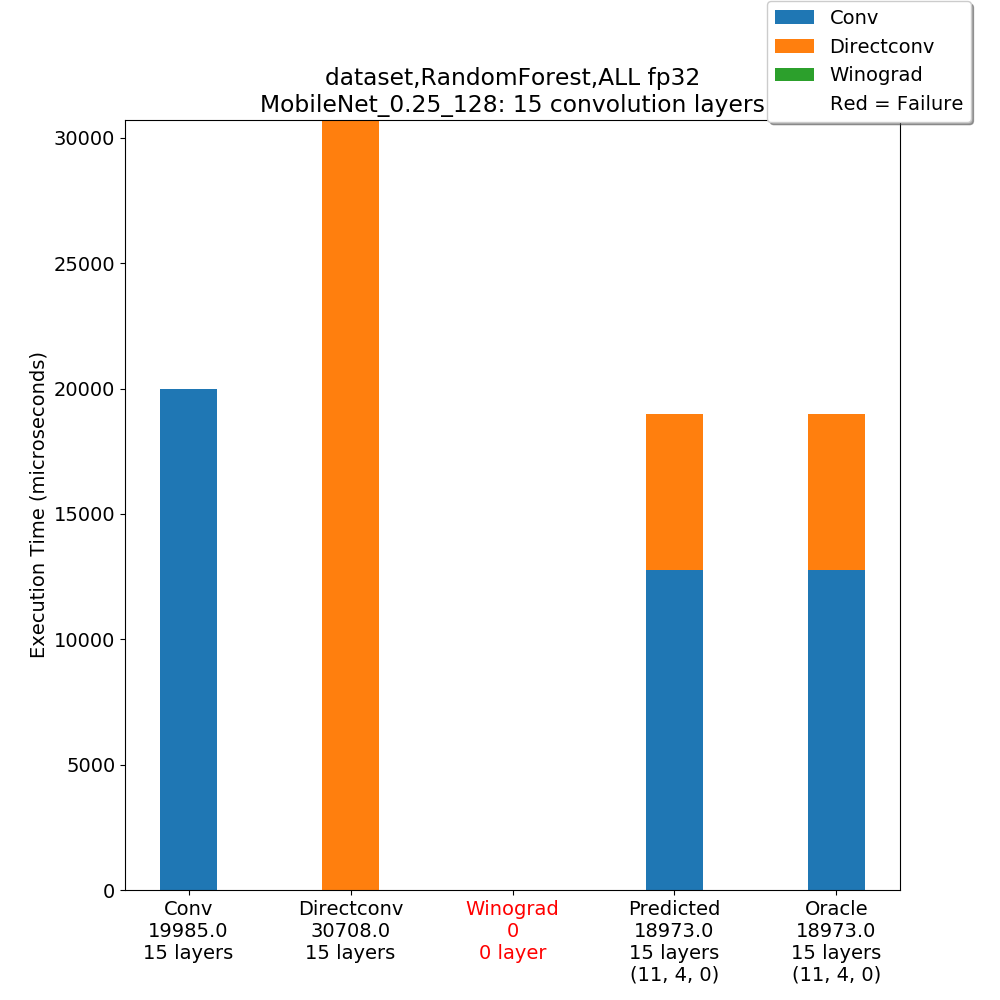 Conv
Directconv
Winograd
Red = Failure
dataset,RandomForest,ALL fp32
MobileNet_0.25_128: 15 convolution layers
30000
25000
20000
15000
10000
5000
0
Execution Time (microseconds)
Conv
19985.0
15 layers
Directconv
30708.0
15 layers
Winograd
0
0 layer
Predicted
18973.0
15 layers
(11, 4, 0)
Oracle
18973.0
15 layers
(11, 4, 0)